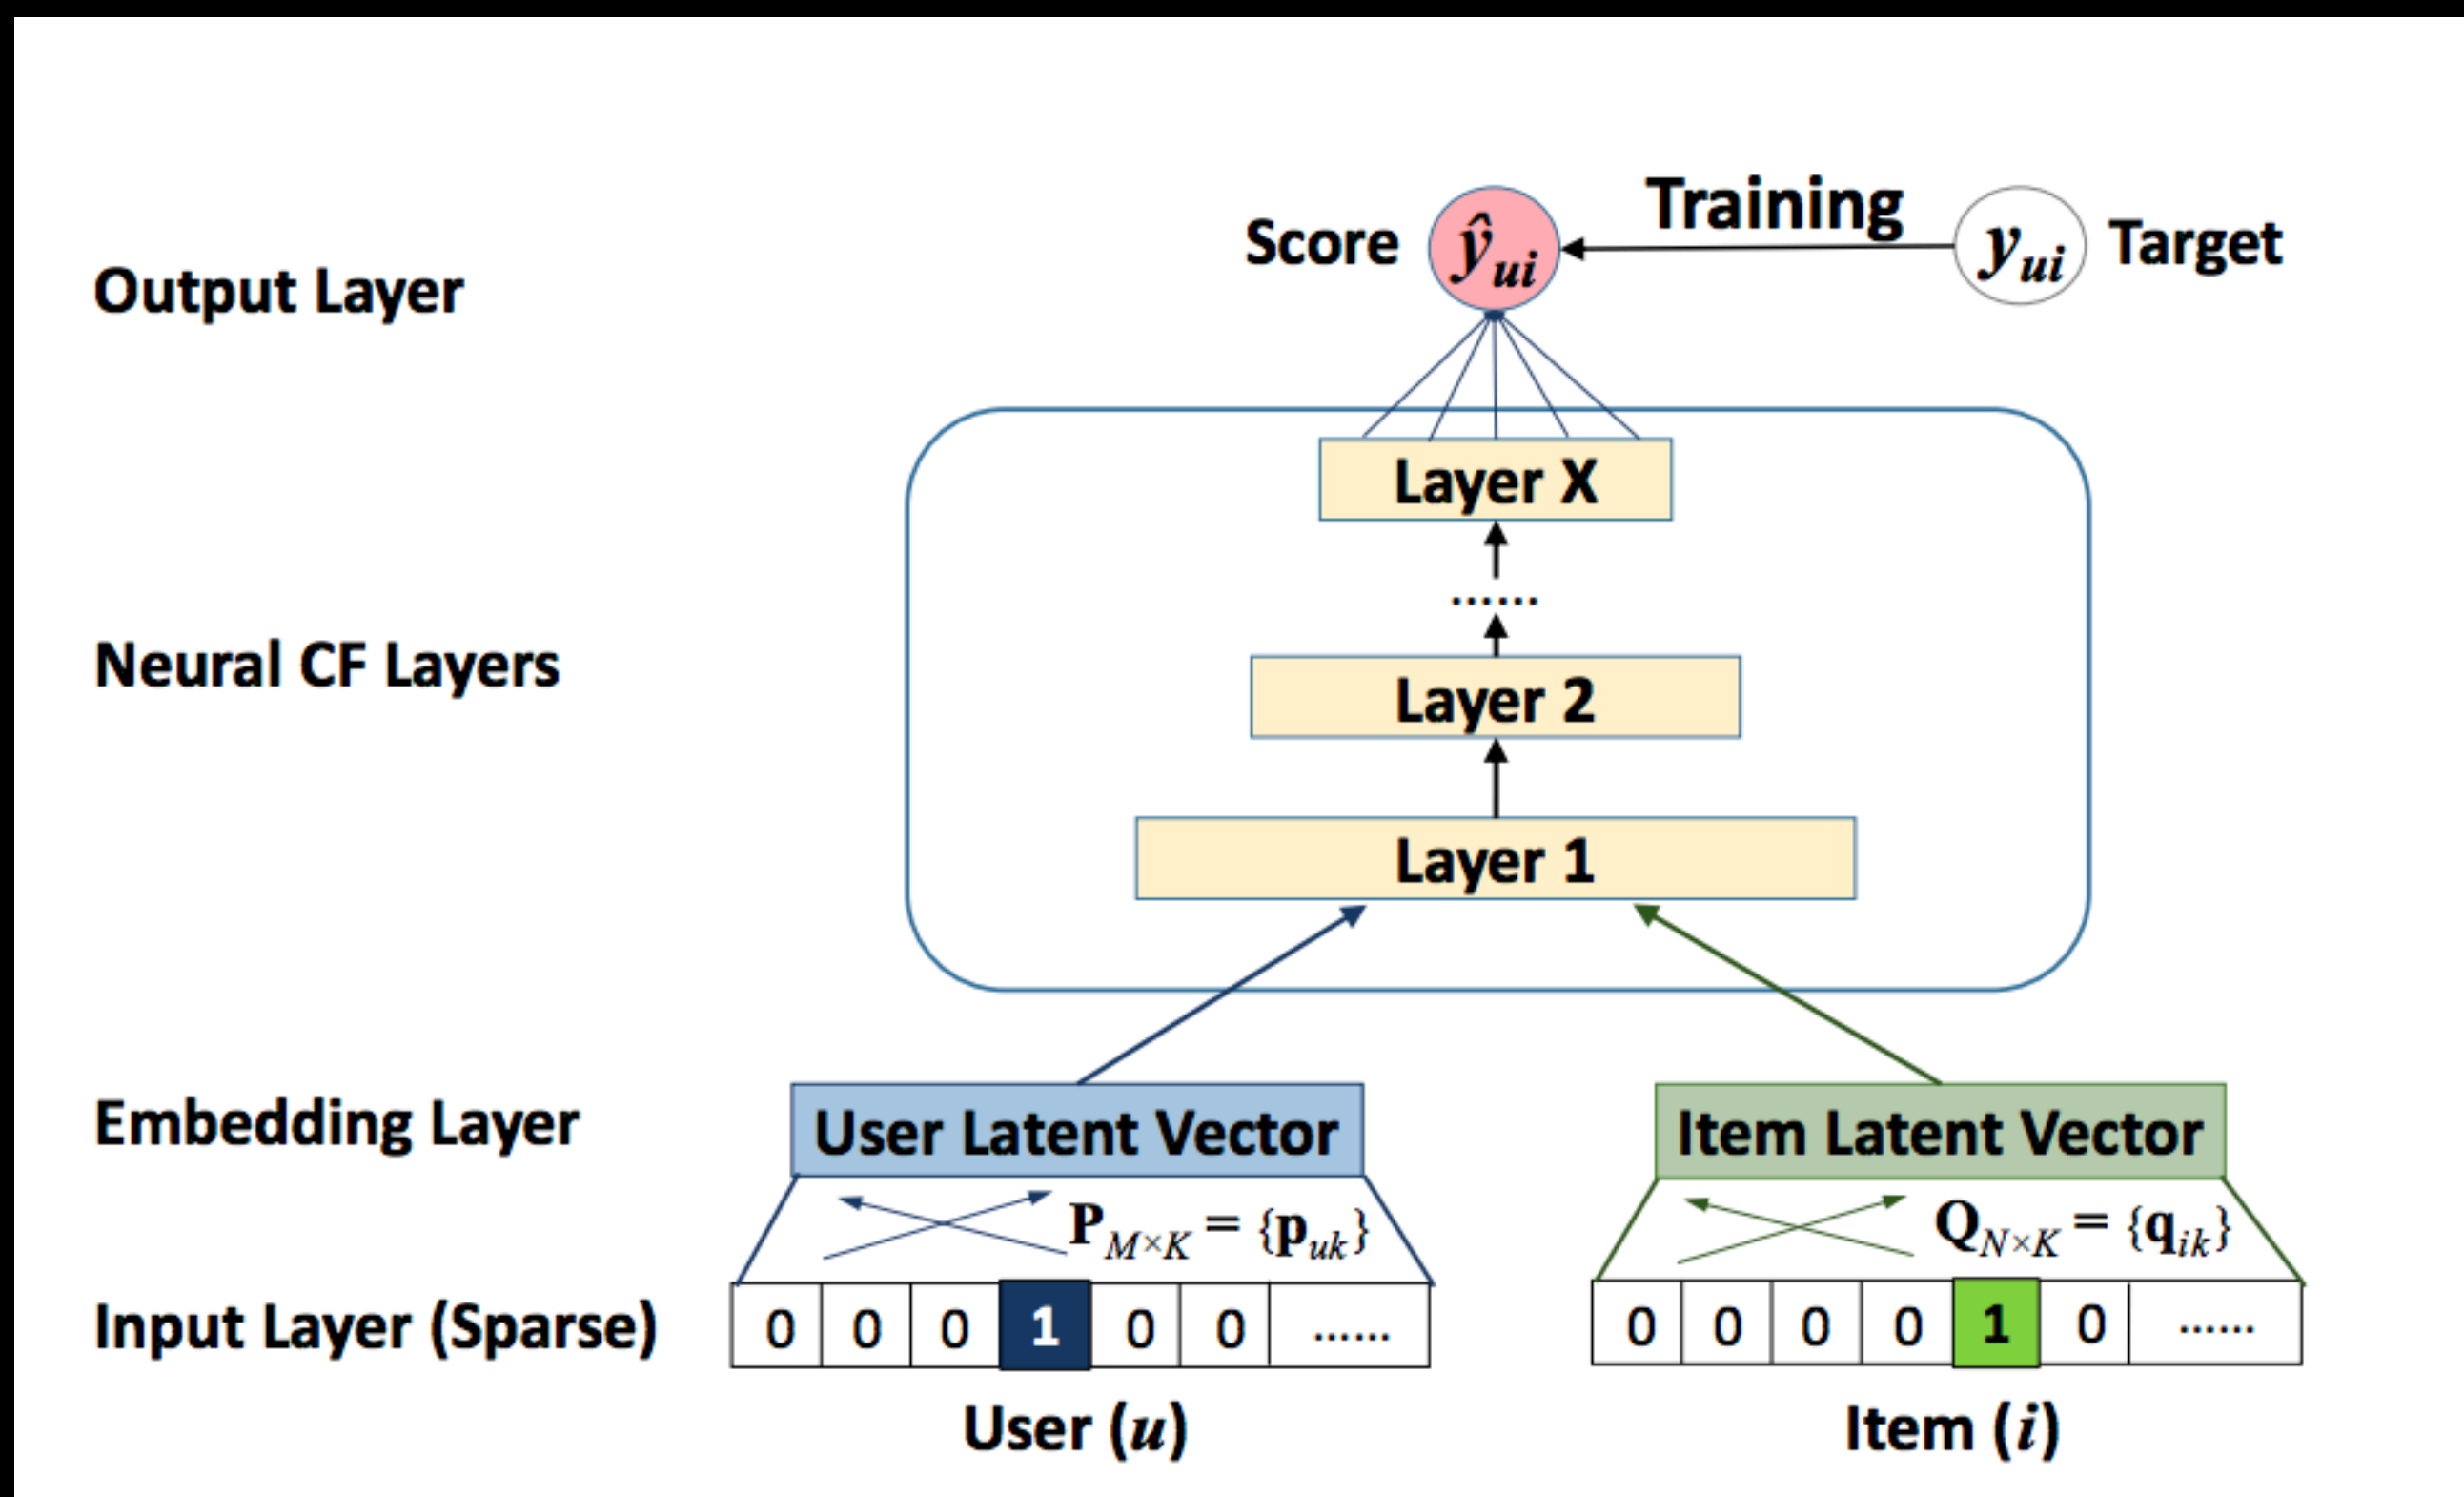 Output Layer
Score
ŷui
Training
yui
Target
Neural CF Layers
Layer X
......
Layer 2
Layer 1
Embedding Layer
User Latent Vector
Item Latent Vector
PM×K = {puk}
QN×K = {qik}
Input Layer (Sparse)
0 0 0 1 0 0 ......
0 0 0 0 1 0 ......
User (u)
Item (i)